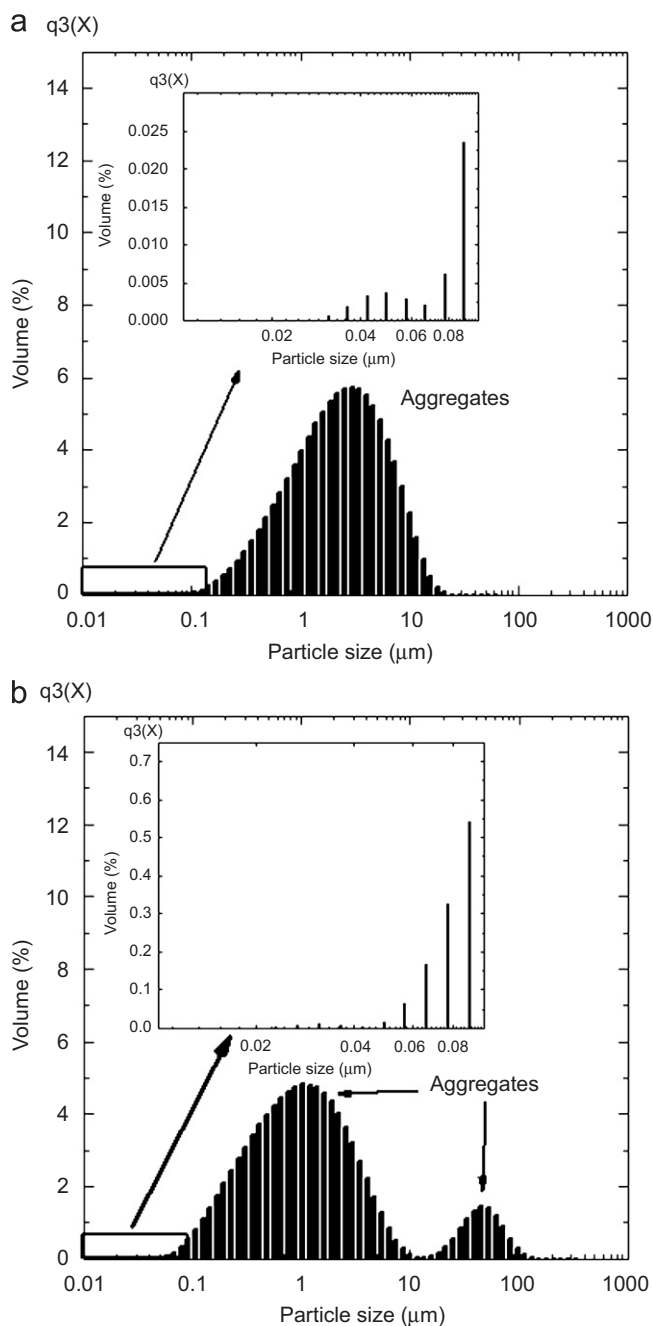 a q3(X)
14
12
10
8
6
4
2
0
Volume (%)
0.01 0.1 1 10 100 1000
Particle size (μm)
Aggregates
q3(X)
0.025
0.020
0.015
0.010
0.005
0.000
Volume (%)
0.02 0.04 0.06 0.08
Particle size (μm)
b q3(X)
14
12
10
8
6
4
2
0
Volume (%)
0.01 0.1 1 10 100 1000
Particle size (μm)
Aggregates
q3(X)
0.7
0.6
0.5
0.4
0.3
0.2
0.1
0.0
Volume (%)
0.02 0.04 0.06 0.08
Particle size (μm)